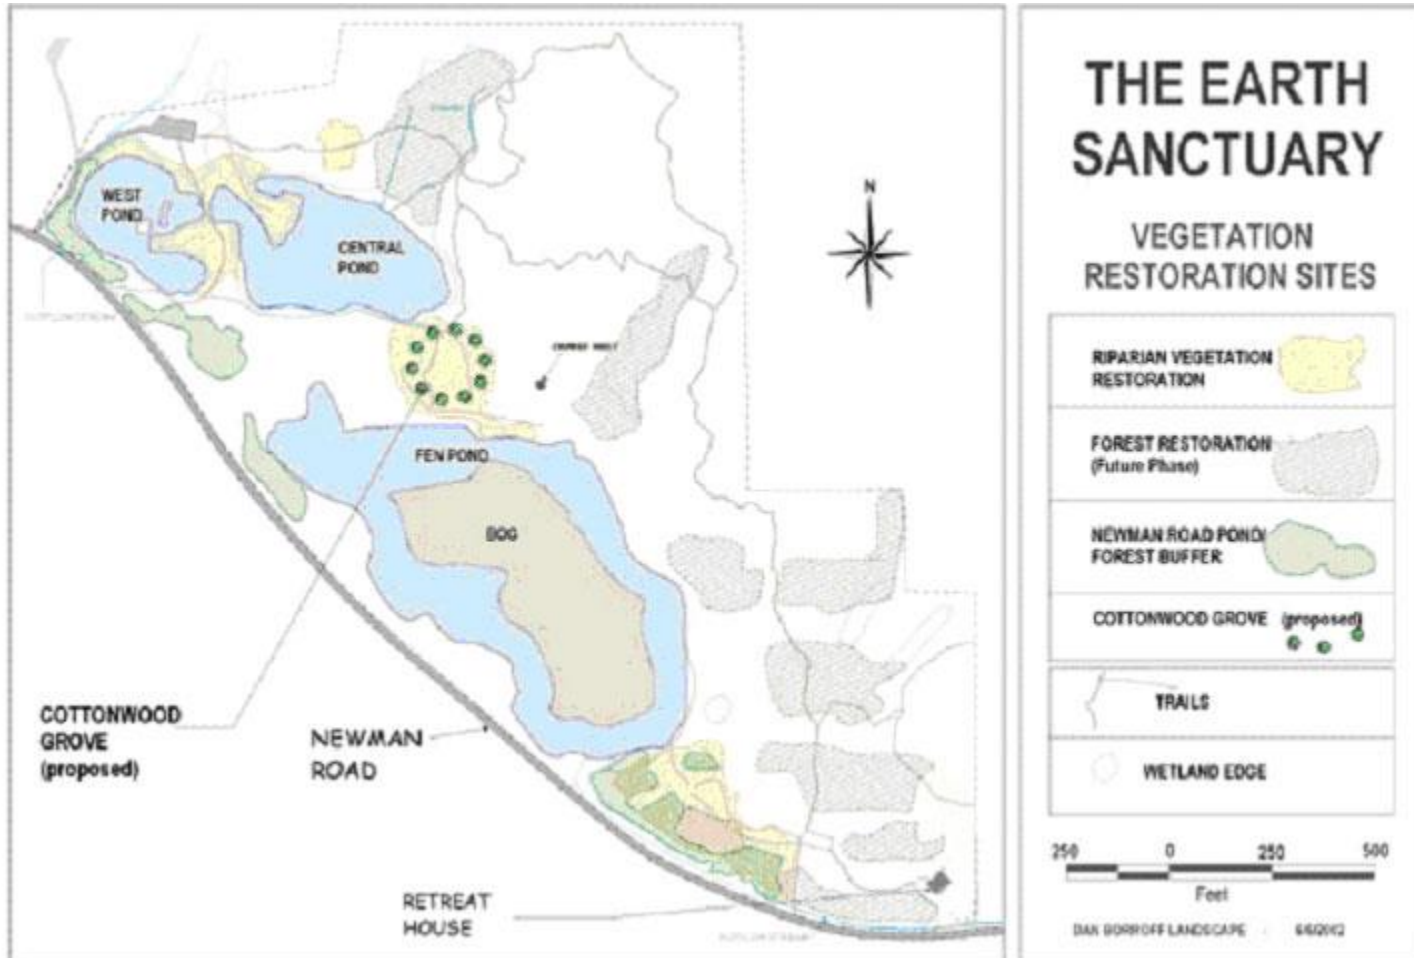 WEST
POND
CENTRAL
POND
FEN POND
BOG
COTTONWOOD
GROVE
(proposed)
NEWMAN
ROAD
RETREAT
HOUSE
N
THE EARTH
SANCTUARY
VEGETATION
RESTORATION SITES
RIPARIAN VEGETATION
RESTORATION
FOREST RESTORATION
(Future Phase)
NEWMAN ROAD POND/
FOREST BUFFER
COTTONWOOD GROVE (proposed)
TRAILS
WETLAND EDGE
250 0 250 500
Feet
DAN BORROFF LANDSCAPE